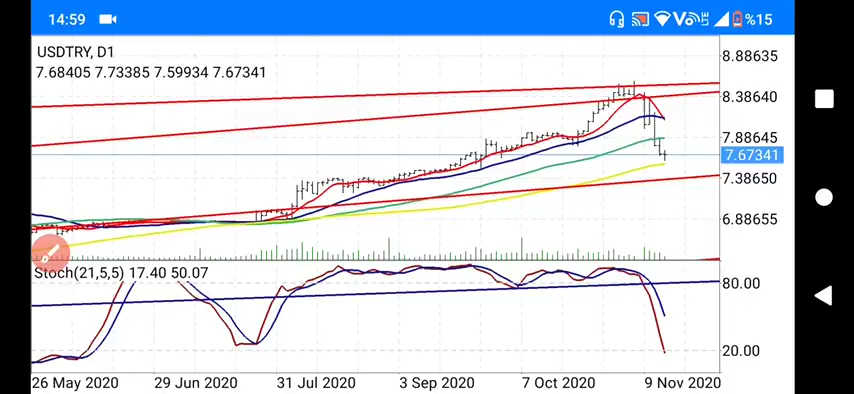 14:59 LTE %15
USDTRY, D1
7.68405 7.73385 7.59934 7.67341
8.88635
8.38640
7.88645
7.67341
7.38650
6.88655
Stoch(21,5,5) 17.40 50.07
80.00
20.00
26 May 2020 29 Jun 2020 31 Jul 2020 3 Sep 2020 7 Oct 2020 9 Nov 2020